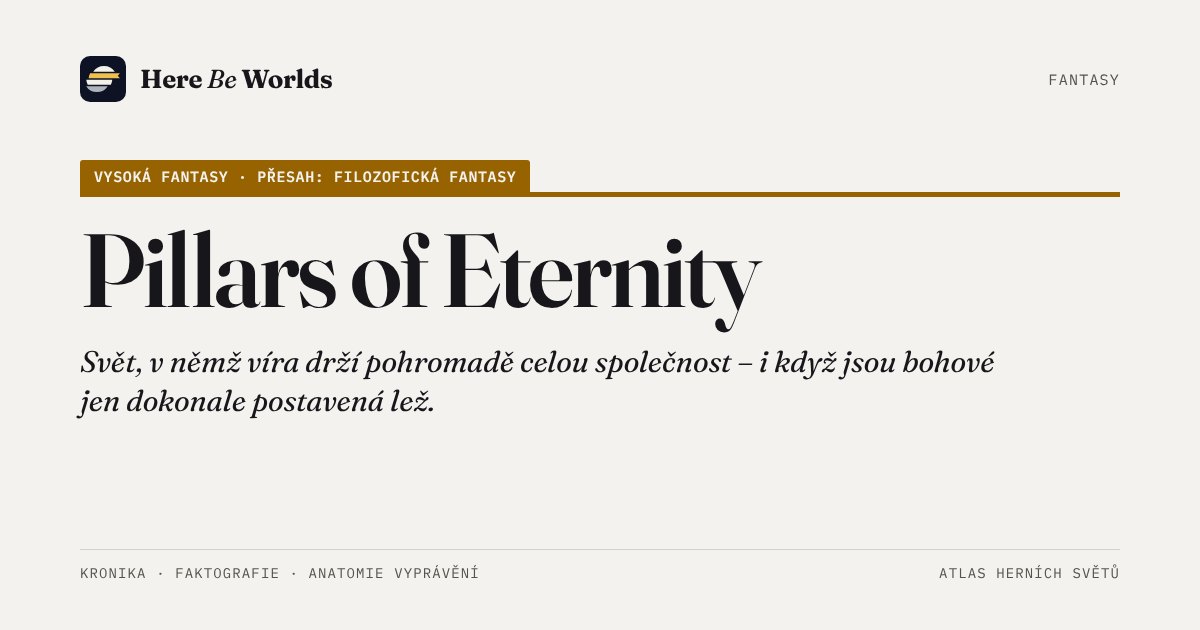 Here Be Worlds
FANTASY
VYSOKÁ FANTASY · PŘESAH: FILOZOFICKÁ FANTASY
Pillars of Eternity
Svět, v němž víra drží pohromadě celou společnost – i když jsou bohové
jen dokonale postavená lež.
KRONIKA · FAKTOGRAFIE · ANATOMIE VYPRÁVĚNÍ
ATLAS HERNÍCH SVĚTŮ